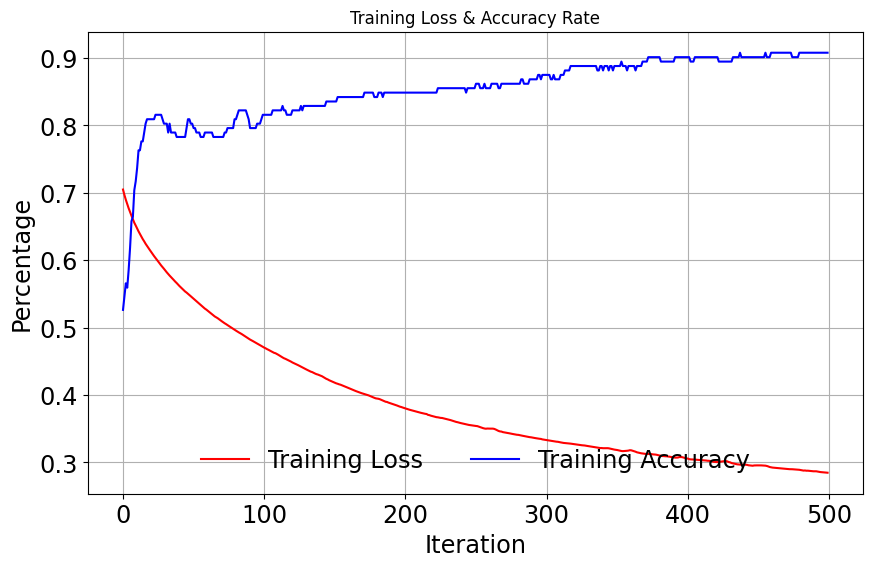 Training Loss & Accuracy Rate
Percentage
0.9
0.8
0.7
0.6
0.5
0.4
0.3
Training Loss Training Accuracy
0 100 200 300 400 500
Iteration